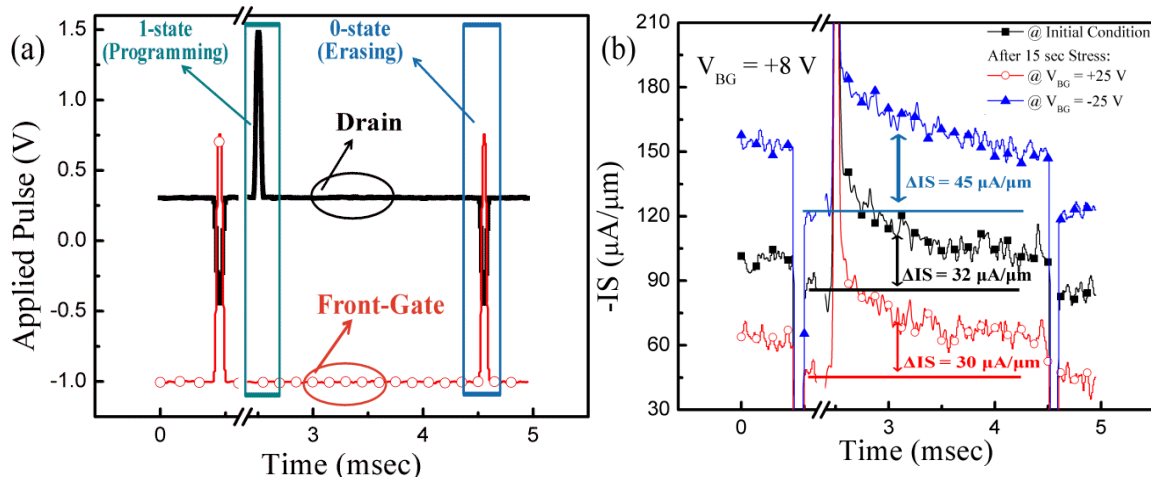 (a)
1-state
(Programming)
0-state
(Erasing)
Drain
Front-Gate
Applied Pulse (V)
1.5
1.0
0.5
0.0
-0.5
-1.0
0
3
4
5
Time (msec)
(b)
V_BG = +8 V
@ Initial Condition
After 15 sec Stress:
@ V_BG = +25 V
@ V_BG = -25 V
ΔIS = 45 μA/μm
ΔIS = 32 μA/μm
ΔIS = 30 μA/μm
-IS (μA/μm)
210
180
150
120
90
60
30
0
3
4
5
Time (msec)